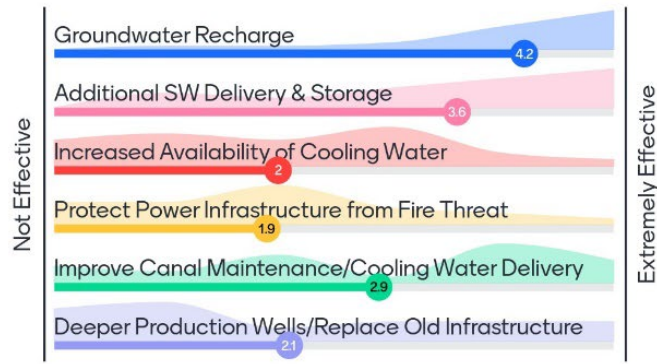 Groundwater Recharge
4.2
Additional SW Delivery & Storage
3.6
Increased Availability of Cooling Water
2
Protect Power Infrastructure from Fire Threat
1.9
Improve Canal Maintenance/Cooling Water Delivery
2.9
Deeper Production Wells/Replace Old Infrastructure
2.1
Not Effective
Extremely Effective